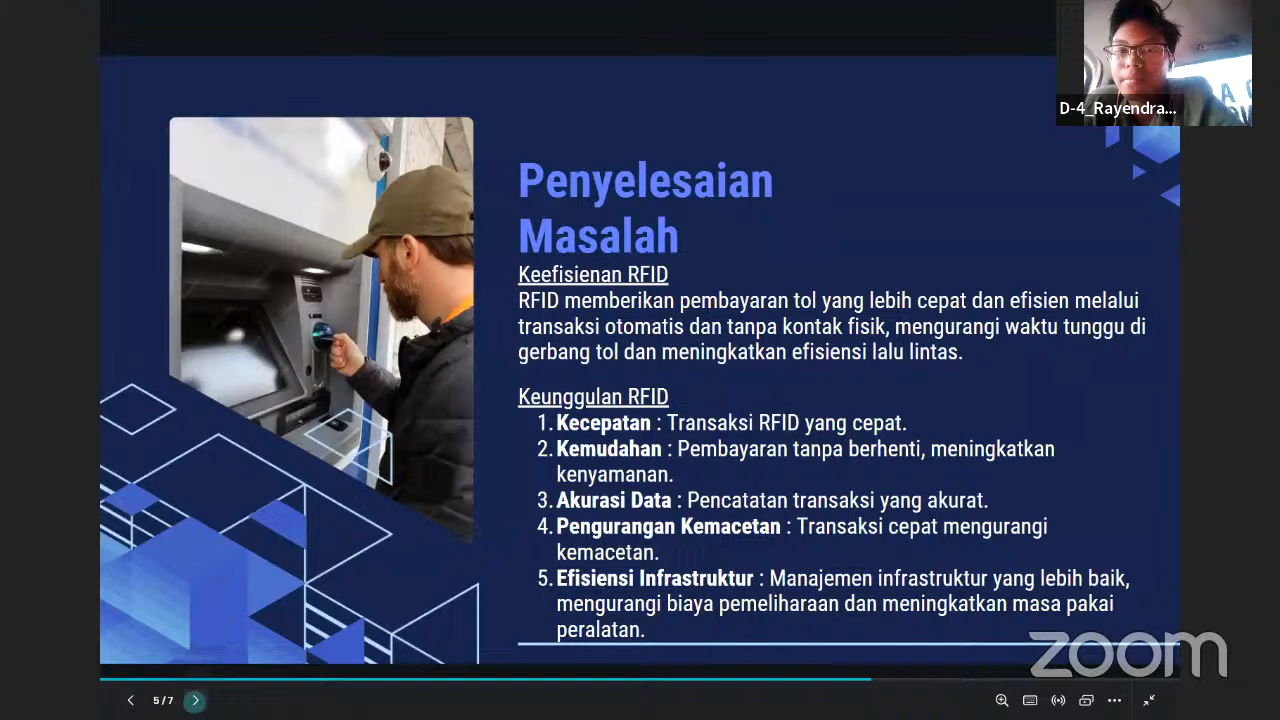 D-4_Rayendra...
Penyelesaian
Masalah
Keefisienan RFID
RFID memberikan pembayaran tol yang lebih cepat dan efisien melalui
transaksi otomatis dan tanpa kontak fisik, mengurangi waktu tunggu di
gerbang tol dan meningkatkan efisiensi lalu lintas.
Keunggulan RFID
1. Kecepatan : Transaksi RFID yang cepat.
2. Kemudahan : Pembayaran tanpa berhenti, meningkatkan
kenyamanan.
3. Akurasi Data : Pencatatan transaksi yang akurat.
4. Pengurangan Kemacetan : Transaksi cepat mengurangi
kemacetan.
5. Efisiensi Infrastruktur : Manajemen infrastruktur yang lebih baik,
mengurangi biaya pemeliharaan dan meningkatkan masa pakai
peralatan.
zoom
5/7